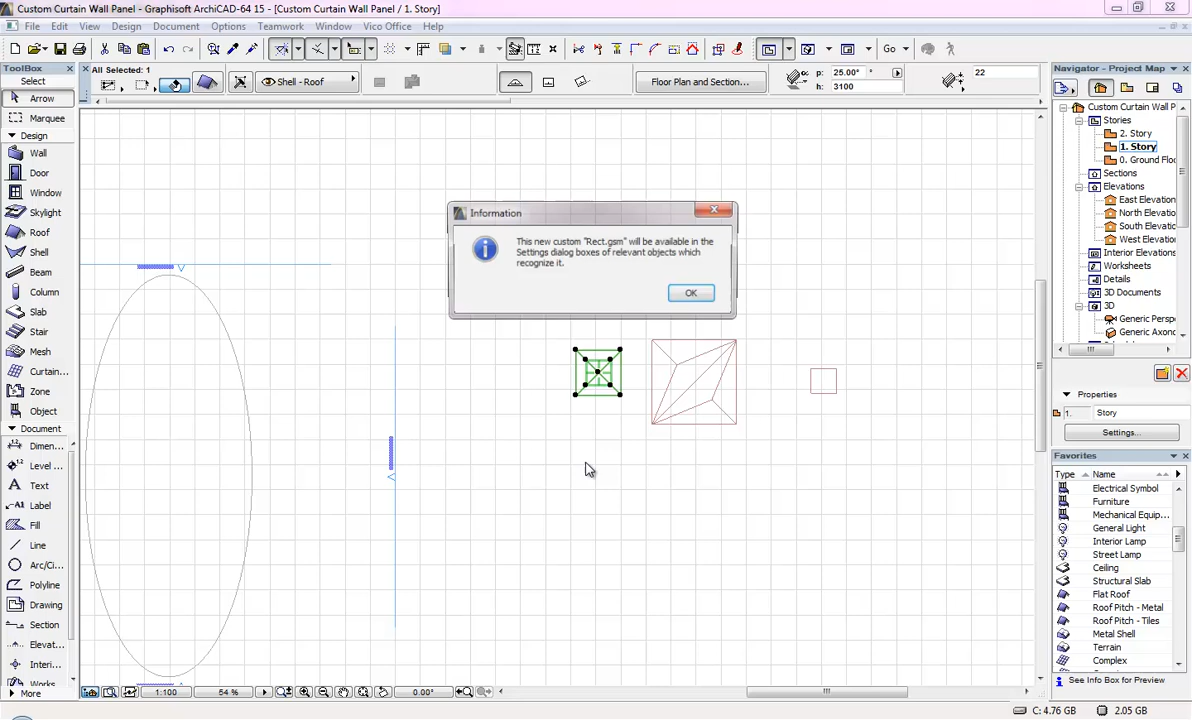 Custom Curtain Wall Panel - Graphisoft ArchiCAD-64 15 - [Custom Curtain Wall Panel / 1. Story]
File Edit View Design Document Options Teamwork Window Vico Office Help
Go
ToolBox
Select
Arrow
Marquee
Design
Wall
Door
Window
Skylight
Roof
Shell
Beam
Column
Slab
Stair
Mesh
Curtain...
Zone
Object
Document
Dimen...
Level ...
Text
Label
Fill
Line
Arc/Ci...
Polyline
Drawing
Section
Elevat...
Interi...
Works
More
All Selected: 1
Shell - Roof
Floor Plan and Section...
p: 25.00° °
h: 3100
22
Information
This new custom "Rect.gsm" will be available in the
Settings dialog boxes of relevant objects which
recognize it.
OK
1:100
54 %
0.00°
Navigator - Project Map
Custom Curtain Wall P
Stories
2. Story
1. Story
0. Ground Floo
Sections
Elevations
East Elevation
North Elevatio
South Elevatio
West Elevatio
Interior Elevations
Worksheets
Details
3D Documents
3D
Generic Perspe
Generic Axono
Properties
1. Story
Settings...
Favorites
Type Name
Electrical Symbol
Furniture
Mechanical Equip...
General Light
Interior Lamp
Street Lamp
Ceiling
Structural Slab
Flat Roof
Roof Pitch - Metal
Roof Pitch - Tiles
Metal Shell
Terrain
Complex
See Info Box for Preview
C: 4.76 GB
2.05 GB